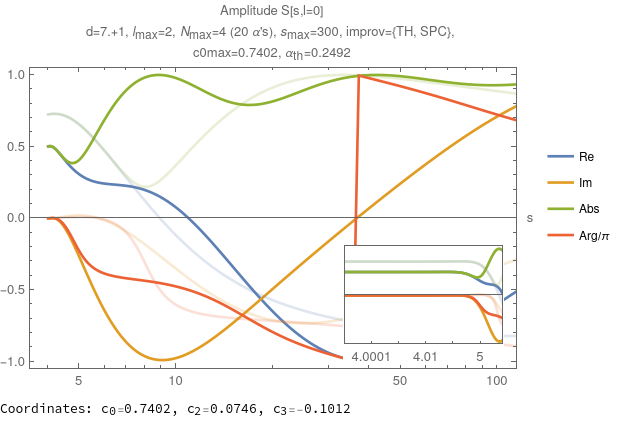 Amplitude S[s,l=0]
d=7.+1, lmax=2, Nmax=4 (20 α's), smax=300, improv={TH, SPC},
c0max=0.7402, αth=0.2492
1.0
0.5
0.0
-0.5
-1.0
5
10
50
100
s
4.0001
4.01
5
Re
Im
Abs
Arg/π
Coordinates: c0=0.7402, c2=0.0746, c3=-0.1012